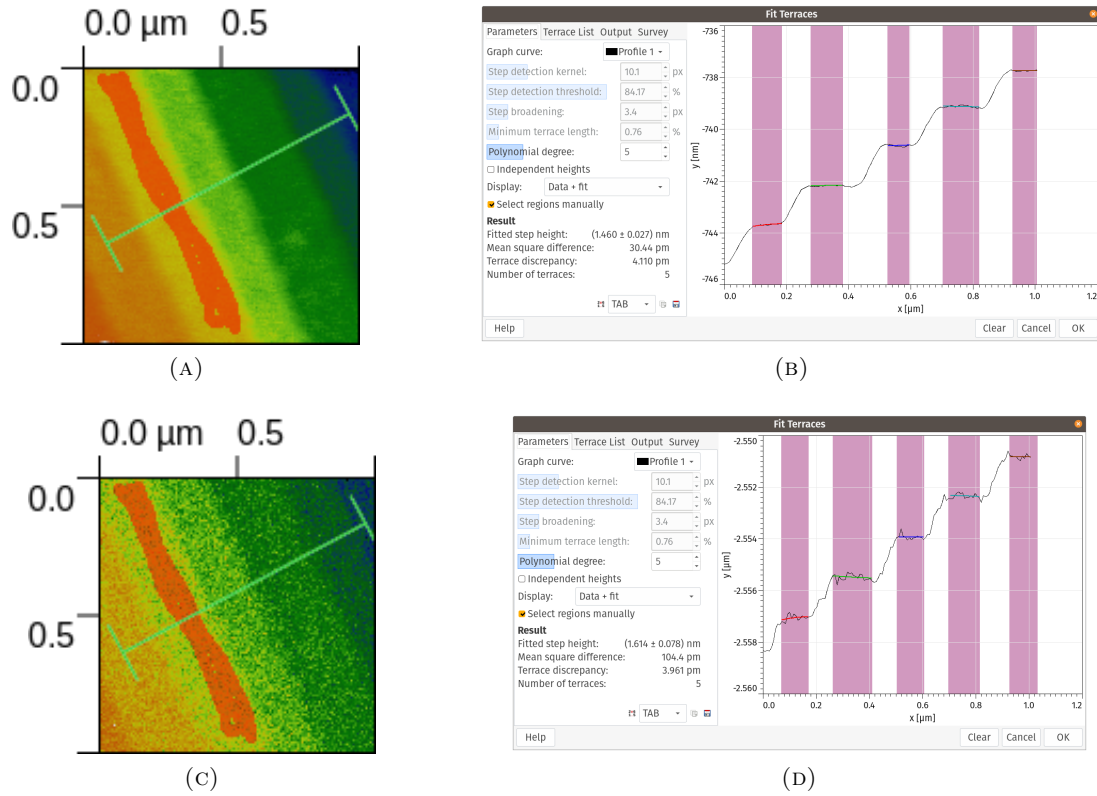 0.0 µm 0.5
0.0
0.5
(A)
Fit Terraces
Parameters Terrace List Output Survey
Graph curve: Profile 1
Step detection kernel: 10.1 px
Step detection threshold: 84.17 %
Step broadening: 3.4 px
Minimum terrace length: 0.76 %
Polynomial degree: 5
Independent heights
Display: Data + fit
Select regions manually
Result
Fitted step height: (1.460 ± 0.027) nm
Mean square difference: 30.44 pm
Terrace discrepancy: 4.110 pm
Number of terraces: 5
TAB
-736
-738
-740
-742
-744
-746
y [nm]
0.0 0.2 0.4 0.6 0.8 1.0 1.2
x [µm]
Help Clear Cancel OK
(B)
0.0 µm 0.5
0.0
0.5
(C)
Fit Terraces
Parameters Terrace List Output Survey
Graph curve: Profile 1
Step detection kernel: 10.1 px
Step detection threshold: 84.17 %
Step broadening: 3.4 px
Minimum terrace length: 0.76 %
Polynomial degree: 5
Independent heights
Display: Data + fit
Select regions manually
Result
Fitted step height: (1.614 ± 0.078) nm
Mean square difference: 104.4 pm
Terrace discrepancy: 3.961 pm
Number of terraces: 5
TAB
-2.550
-2.552
-2.554
-2.556
-2.558
-2.560
y [µm]
0.0 0.2 0.4 0.6 0.8 1.0 1.2
x [µm]
Help Clear Cancel OK
(D)